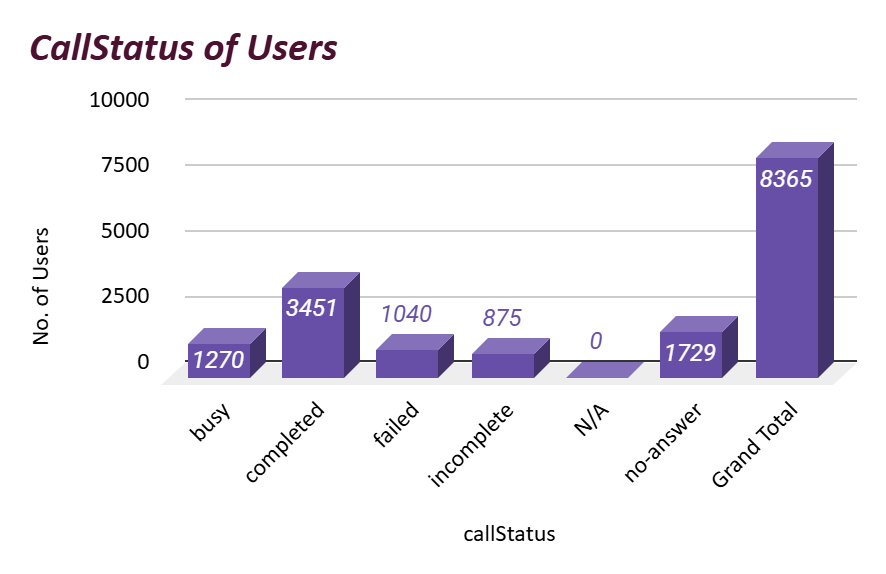 CallStatus of Users
10000
7500
5000
2500
0
No. of Users
1270
3451
1040
875
0
1729
8365
busy
completed
failed
incomplete
N/A
no-answer
Grand Total
callStatus